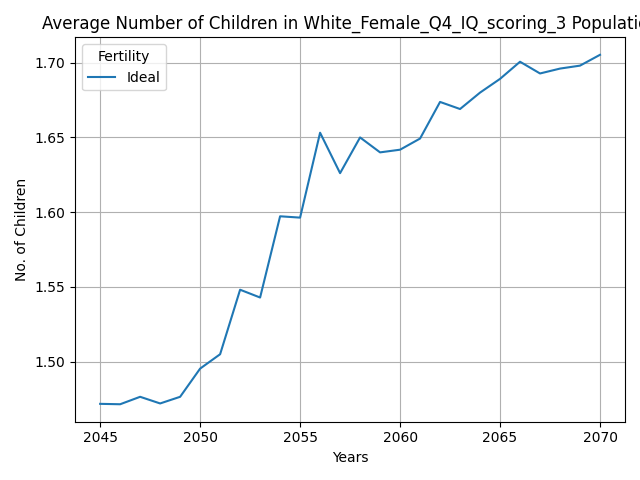 Average Number of Children in White_Female_Q4_IQ_scoring_3 Populatio
Fertility
Ideal
1.70
1.65
1.60
1.55
1.50
No. of Children
2045 2050 2055 2060 2065 2070
Years